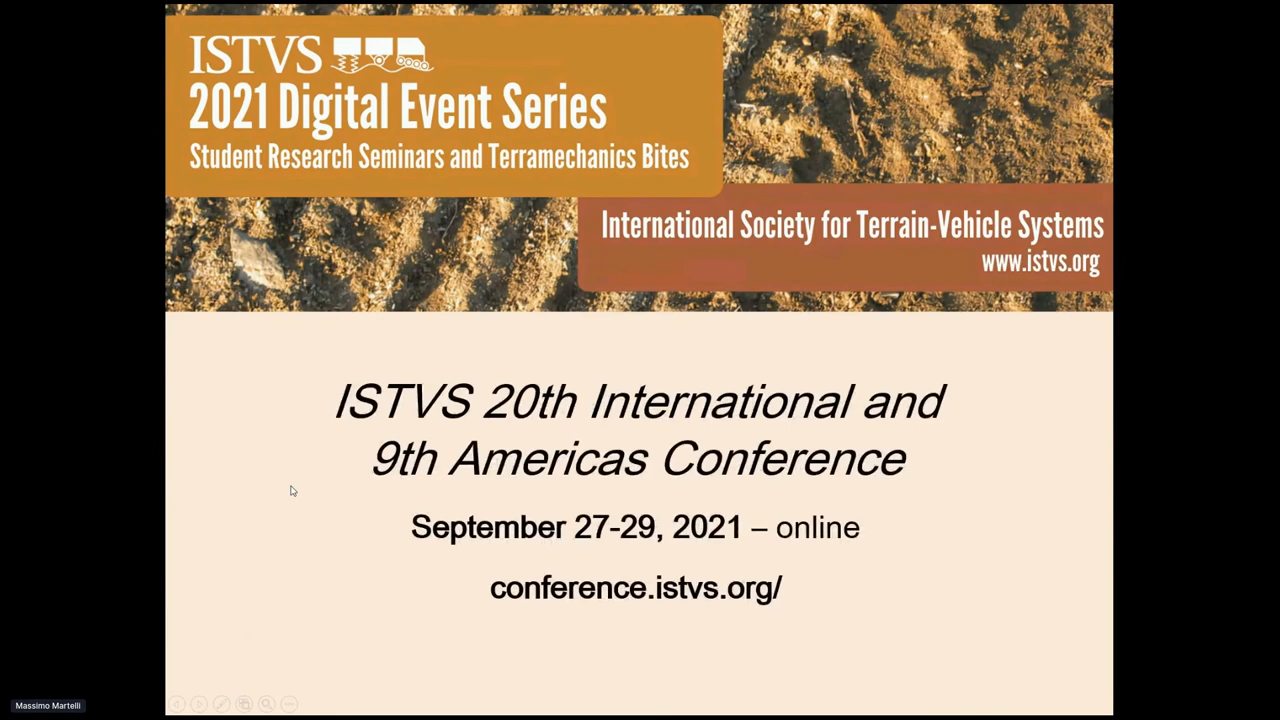 ISTVS
2021 Digital Event Series
Student Research Seminars and Terramechanics Bites
International Society for Terrain-Vehicle Systems
www.istvs.org
ISTVS 20th International and
9th Americas Conference
September 27-29, 2021 – online
conference.istvs.org/
Massimo Martelli